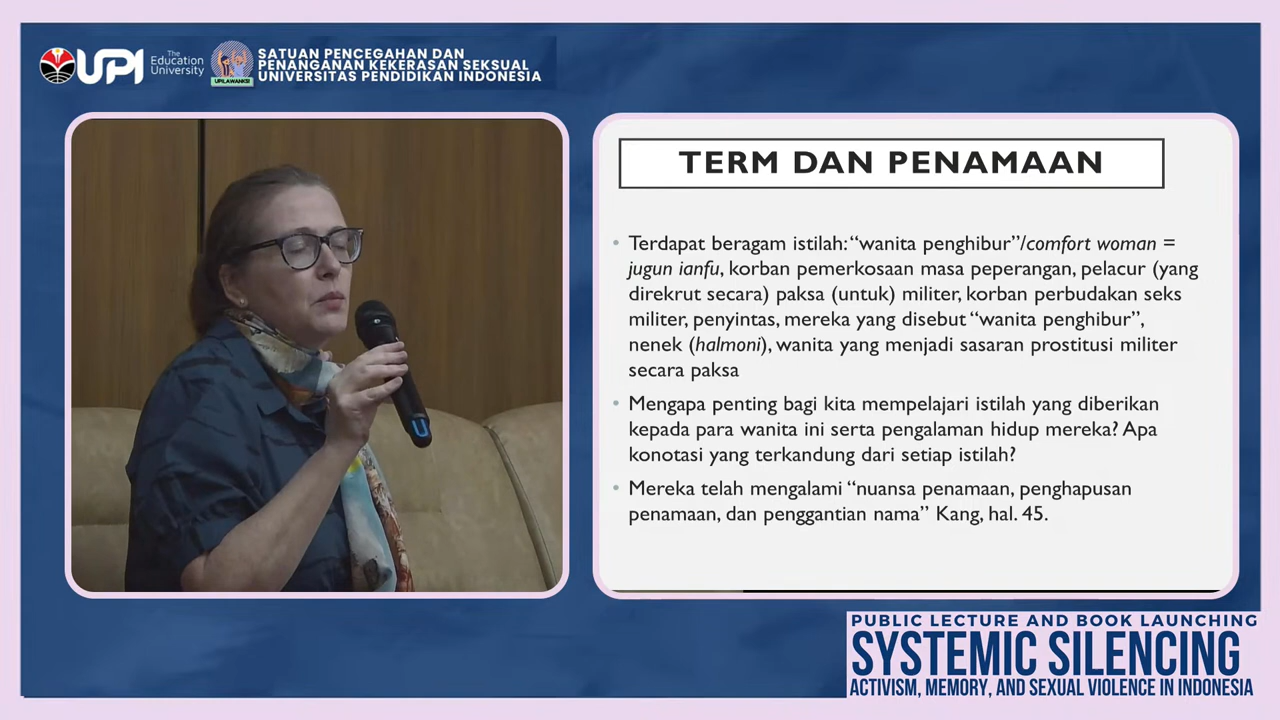 UPI
The
Education
University
UPILAWANKS!
SATUAN PENCEGAHAN DAN
PENANGANAN KEKERASAN SEKSUAL
UNIVERSITAS PENDIDIKAN INDONESIA
TERM DAN PENAMAAN
• Terdapat beragam istilah: “wanita penghibur”/comfort woman =
jugun ianfu, korban pemerkosaan masa peperangan, pelacur (yang
direkrut secara) paksa (untuk) militer, korban perbudakan seks
militer, penyintas, mereka yang disebut “wanita penghibur”,
nenek (halmoni), wanita yang menjadi sasaran prostitusi militer
secara paksa
• Mengapa penting bagi kita mempelajari istilah yang diberikan
kepada para wanita ini serta pengalaman hidup mereka? Apa
konotasi yang terkandung dari setiap istilah?
• Mereka telah mengalami “nuansa penamaan, penghapusan
penamaan, dan penggantian nama” Kang, hal. 45.
U
PUBLIC LECTURE AND BOOK LAUNCHING
SYSTEMIC SILENCING
ACTIVISM, MEMORY, AND SEXUAL VIOLENCE IN INDONESIA